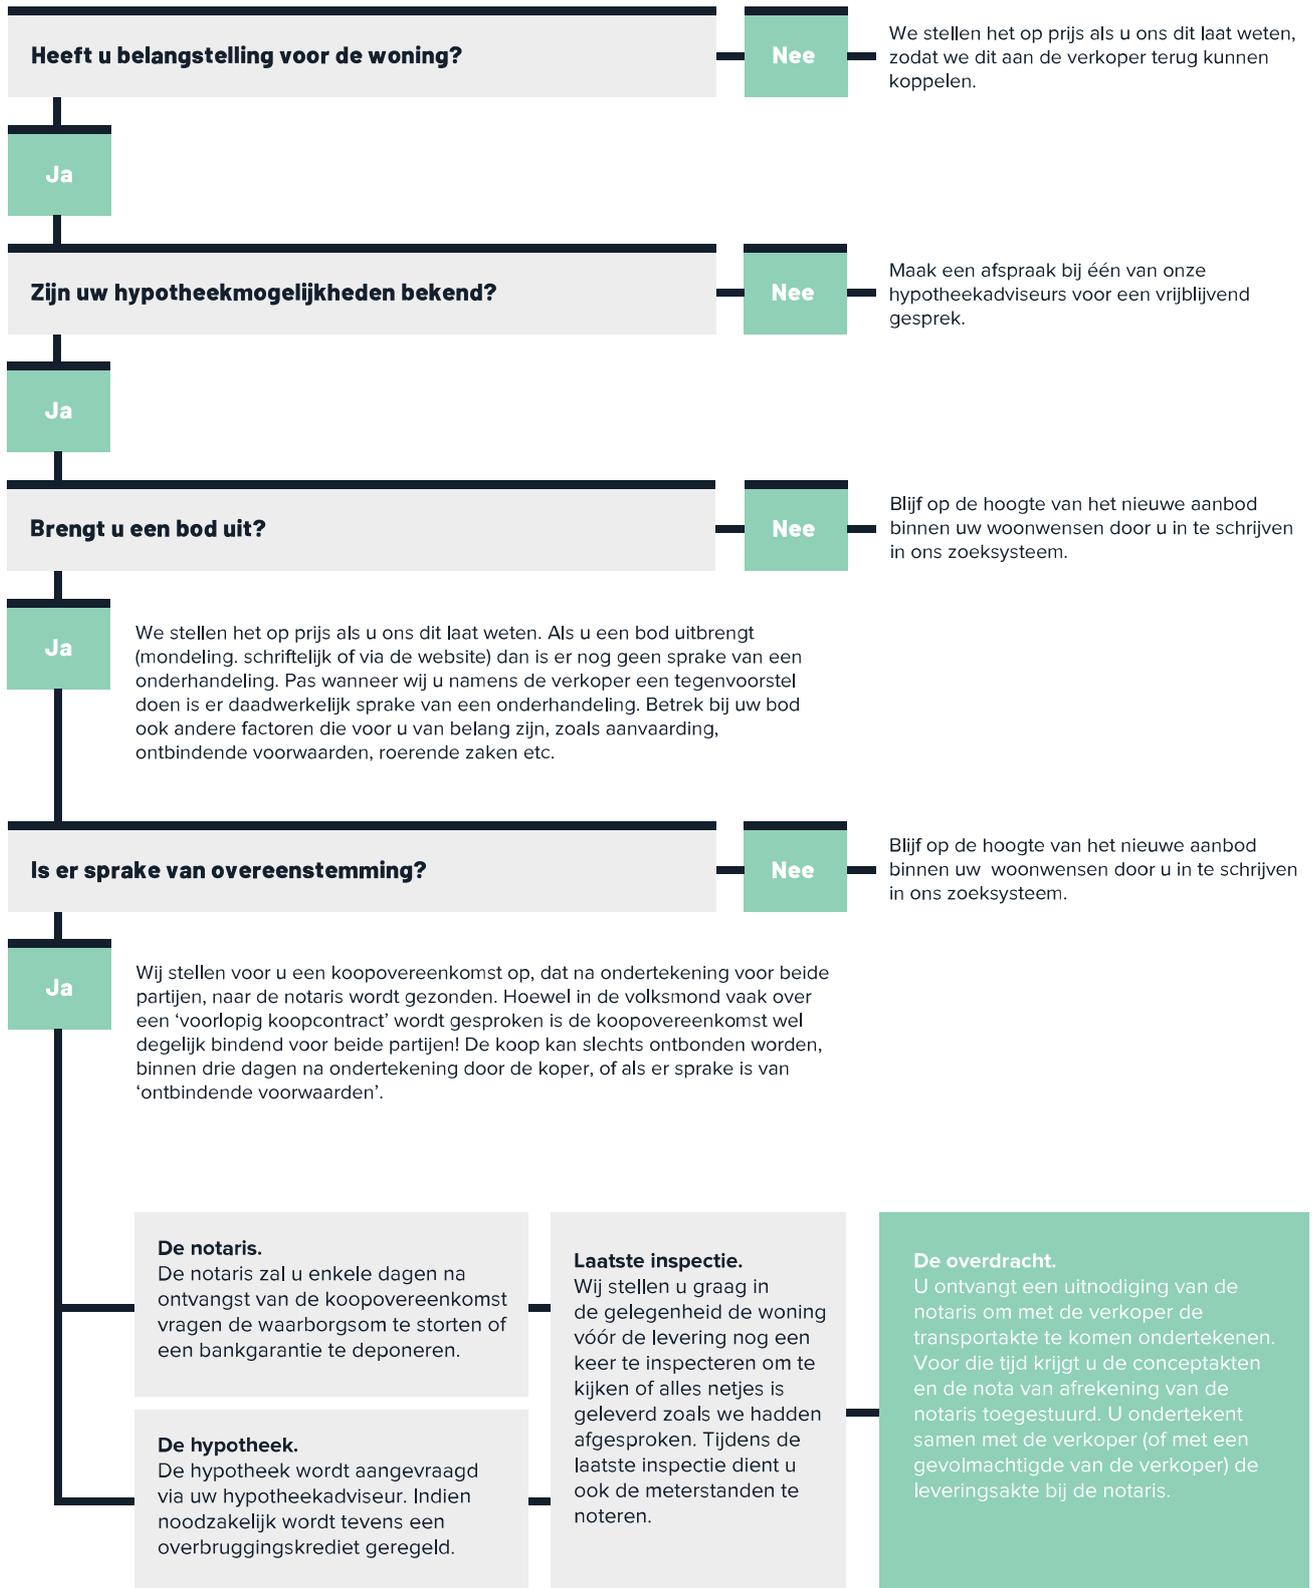 Heeft u belangstelling voor de woning?
Nee
We stellen het op prijs als u ons dit laat weten,
zodat we dit aan de verkoper terug kunnen
koppelen.
Ja
Zijn uw hypotheekmogelijkheden bekend?
Nee
Maak een afspraak bij één van onze
hypotheekadviseurs voor een vrijblijvend
gesprek.
Ja
Brengt u een bod uit?
Nee
Blijf op de hoogte van het nieuwe aanbod
binnen uw woonwensen door u in te schrijven
in ons zoeksysteem.
Ja
We stellen het op prijs als u ons dit laat weten. Als u een bod uitbrengt
(mondeling. schriftelijk of via de website) dan is er nog geen sprake van een
onderhandeling. Pas wanneer wij u namens de verkoper een tegenvoorstel
doen is er daadwerkelijk sprake van een onderhandeling. Betrek bij uw bod
ook andere factoren die voor u van belang zijn, zoals aanvaarding,
ontbindende voorwaarden, roerende zaken etc.
Is er sprake van overeenstemming?
Nee
Blijf op de hoogte van het nieuwe aanbod
binnen uw  woonwensen door u in te schrijven
in ons zoeksysteem.
Ja
Wij stellen voor u een koopovereenkomst op, dat na ondertekening voor beide
partijen, naar de notaris wordt gezonden. Hoewel in de volksmond vaak over
een ‘voorlopig koopcontract’ wordt gesproken is de koopovereenkomst wel
degelijk bindend voor beide partijen! De koop kan slechts ontbonden worden,
binnen drie dagen na ondertekening door de koper, of als er sprake is van
‘ontbindende voorwaarden’.
De notaris.
De notaris zal u enkele dagen na
ontvangst van de koopovereenkomst
vragen de waarborgsom te storten of
een bankgarantie te deponeren.
De hypotheek.
De hypotheek wordt aangevraagd
via uw hypotheekadviseur. Indien
noodzakelijk wordt tevens een
overbruggingskrediet geregeld.
Laatste inspectie.
Wij stellen u graag in
de gelegenheid de woning
vóór de levering nog een
keer te inspecteren om te
kijken of alles netjes is
geleverd zoals we hadden
afgesproken. Tijdens de
laatste inspectie dient u
ook de meterstanden te
noteren.
De overdracht.
U ontvangt een uitnodiging van de
notaris om met de verkoper de
transportakte te komen ondertekenen.
Voor die tijd krijgt u de conceptakten
en de nota van afrekening van de
notaris toegestuurd. U ondertekent
samen met de verkoper (of met een
gevolmachtigde van de verkoper) de
leveringsakte bij de notaris.